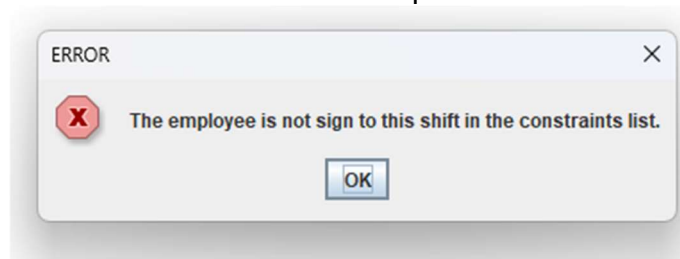 ERROR
The employee is not sign to this shift in the constraints list.
OK